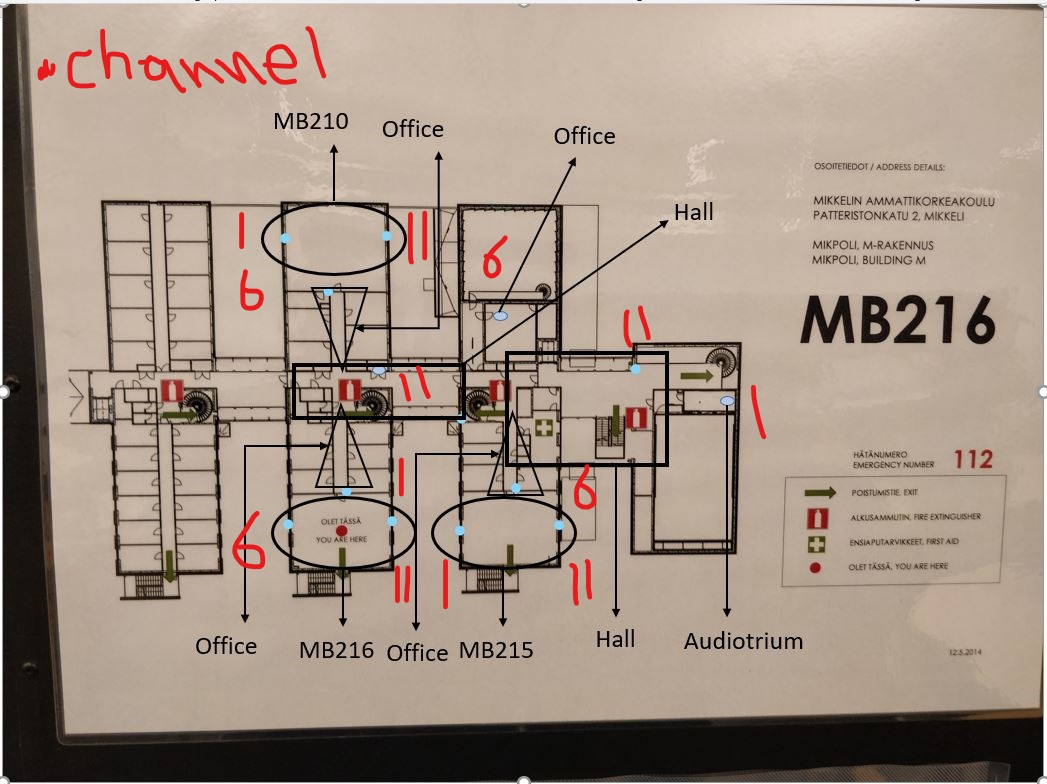 channel
MB210
Office
Office
Hall
OSOITETIEDOT / ADDRESS DETAILS:
MIKKELIN AMMATTIKORKEAKOULU
PATTERISTONKATU 2, MIKKELI
MIKPOLI, M-RAKENNUS
MIKPOLI, BUILDING M
MB216
1
11
6
6
11
11
1
1
6
6
11
1
11
OLET TÄSSÄ
YOU ARE HERE
HÄTÄNUMERO
EMERGENCY NUMBER 112
POISTUMISTIE, EXIT
ALKUSAMMUTIN, FIRE EXTINGUISHER
ENSIAPUTARVIKKEET, FIRST AID
OLET TÄSSÄ, YOU ARE HERE
Office
MB216
Office
MB215
Hall
Audiotrium
12.5.2014